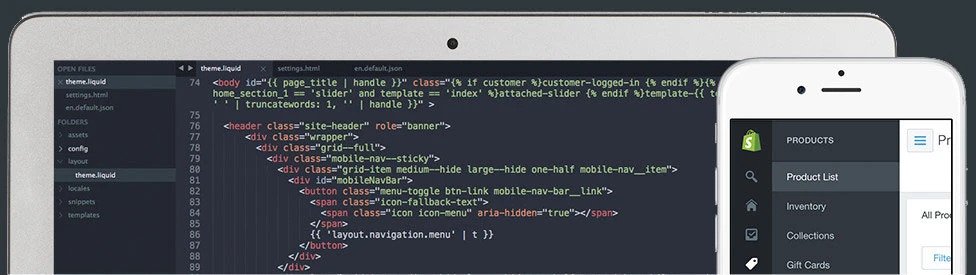 OPEN FILES
theme.liquid
settings.html
en.default.json
FOLDERS
assets
config
layout
theme.liquid
locales
snippets
templates
theme.liquid
settings.html
en.default.json
74 <body id="{{ page_title | handle }}" class="{% if customer %}customer-logged-in {% endif %}{%
home_section_1 == 'slider' and template == 'index' %}attached-slider {% endif %}template-{{ te
' ' | truncatewords: 1, '' | handle }}" >
75
76 <header class="site-header" role="banner">
77 <div class="wrapper">
78 <div class="grid--full">
79 <div class="mobile-nav--sticky">
80 <div class="grid-item medium--hide large--hide one-half mobile-nav__item">
81 <div id="mobileNavBar">
82 <button class="menu-toggle btn-link mobile-nav-bar__link">
83 <span class="icon-fallback-text">
84 <span class="icon icon-menu" aria-hidden="true"></span>
85 </span>
86 {{ 'layout.navigation.menu' | t }}
87 </button>
88 </div>
89 </div>
PRODUCTS
Product List
Inventory
Collections
Gift Cards
Pr
All Proc
Filte